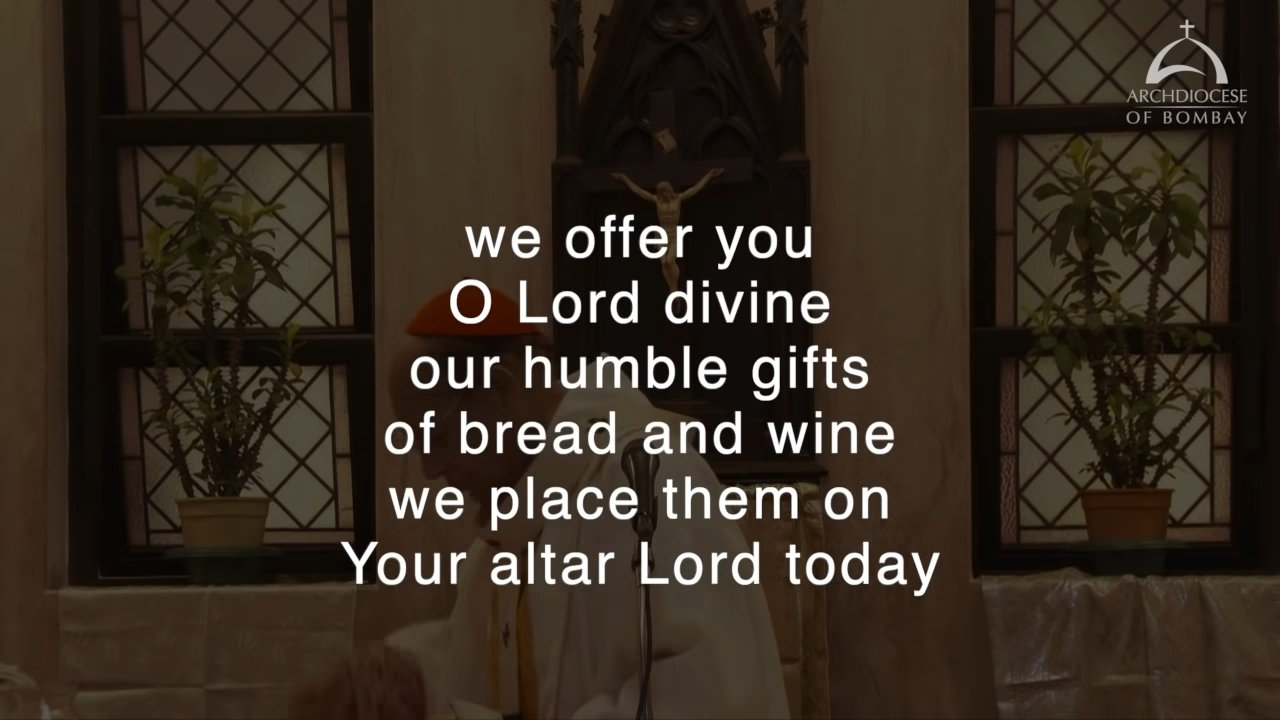 ARCHDIOCESE
OF BOMBAY
we offer you
O Lord divine
our humble gifts
of bread and wine
we place them on
Your altar Lord today